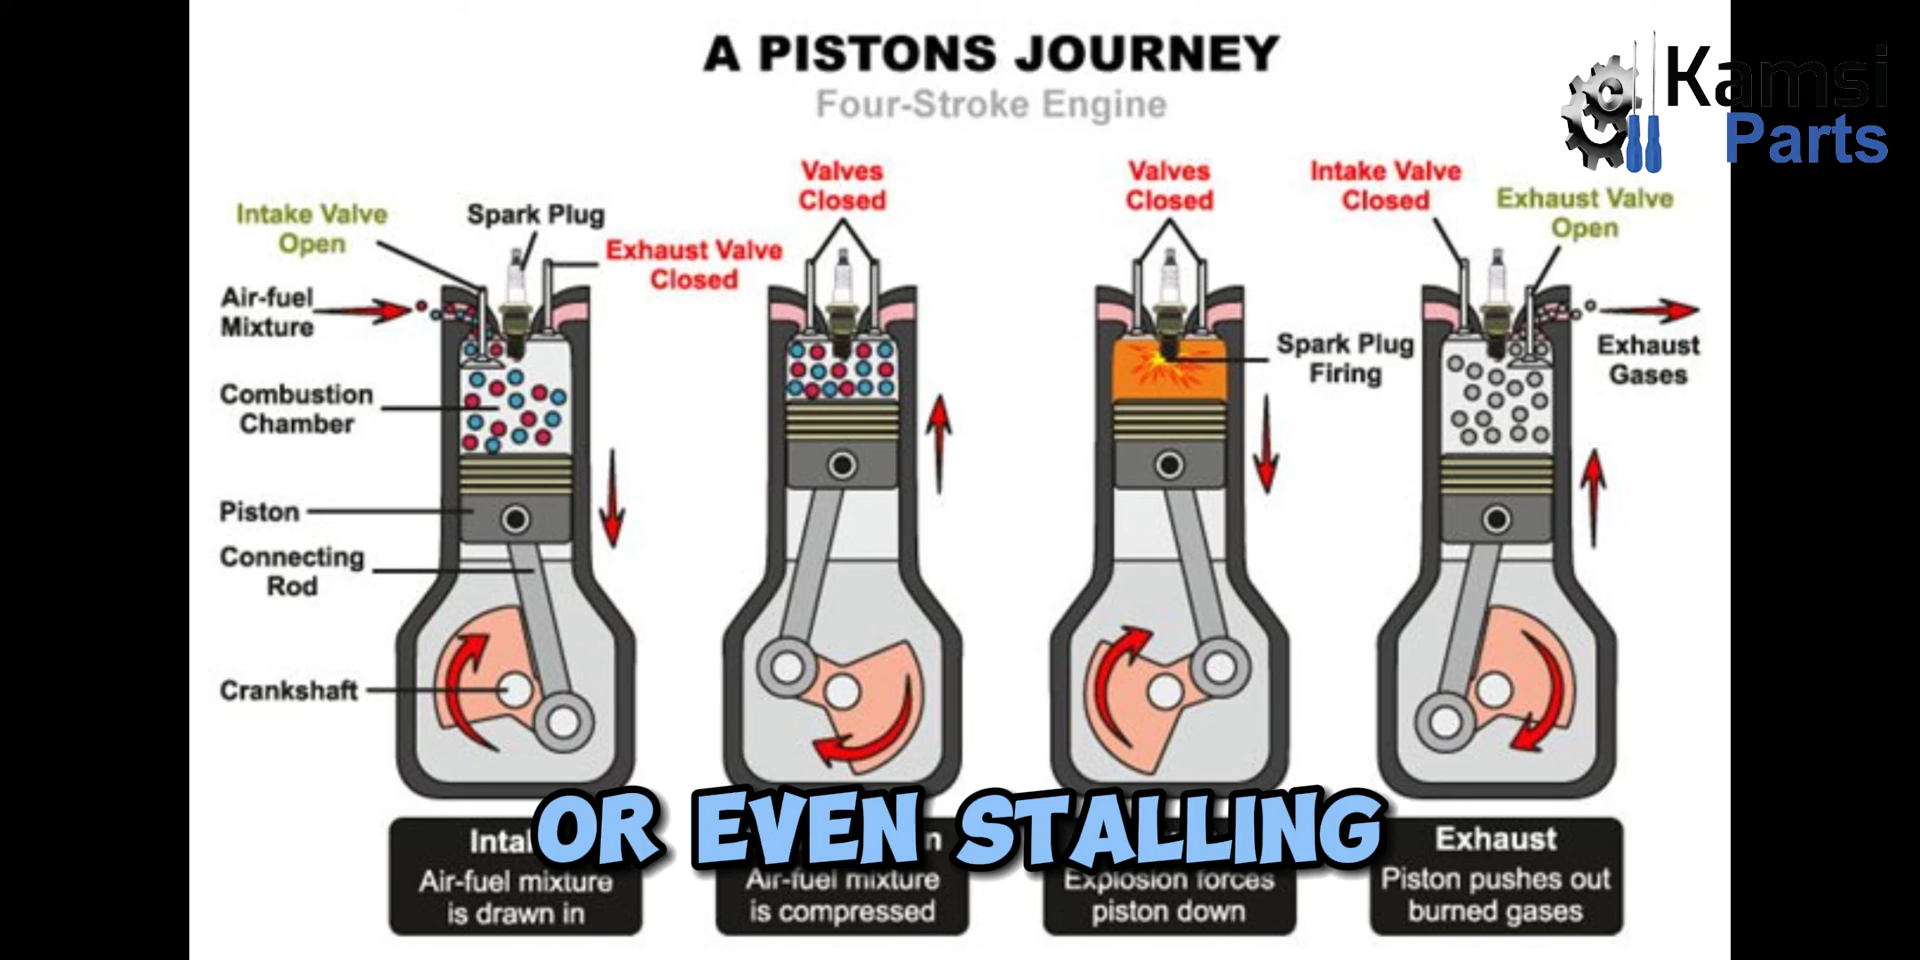 A PISTONS JOURNEY
Four-Stroke Engine
Kamsi
Parts
Intake Valve
Open
Spark Plug
Exhaust Valve
Closed
Air-fuel
Mixture
Combustion
Chamber
Piston
Connecting
Rod
Crankshaft
Valves
Closed
Valves
Closed
Spark Plug
Firing
Intake Valve
Closed
Exhaust Valve
Open
Exhaust
Gases
OR EVEN STALLING
Air-fuel mixture
is drawn in
Air-fuel mixture
is compressed
Explosion forces
piston down
Exhaust
Piston pushes out
burned gases